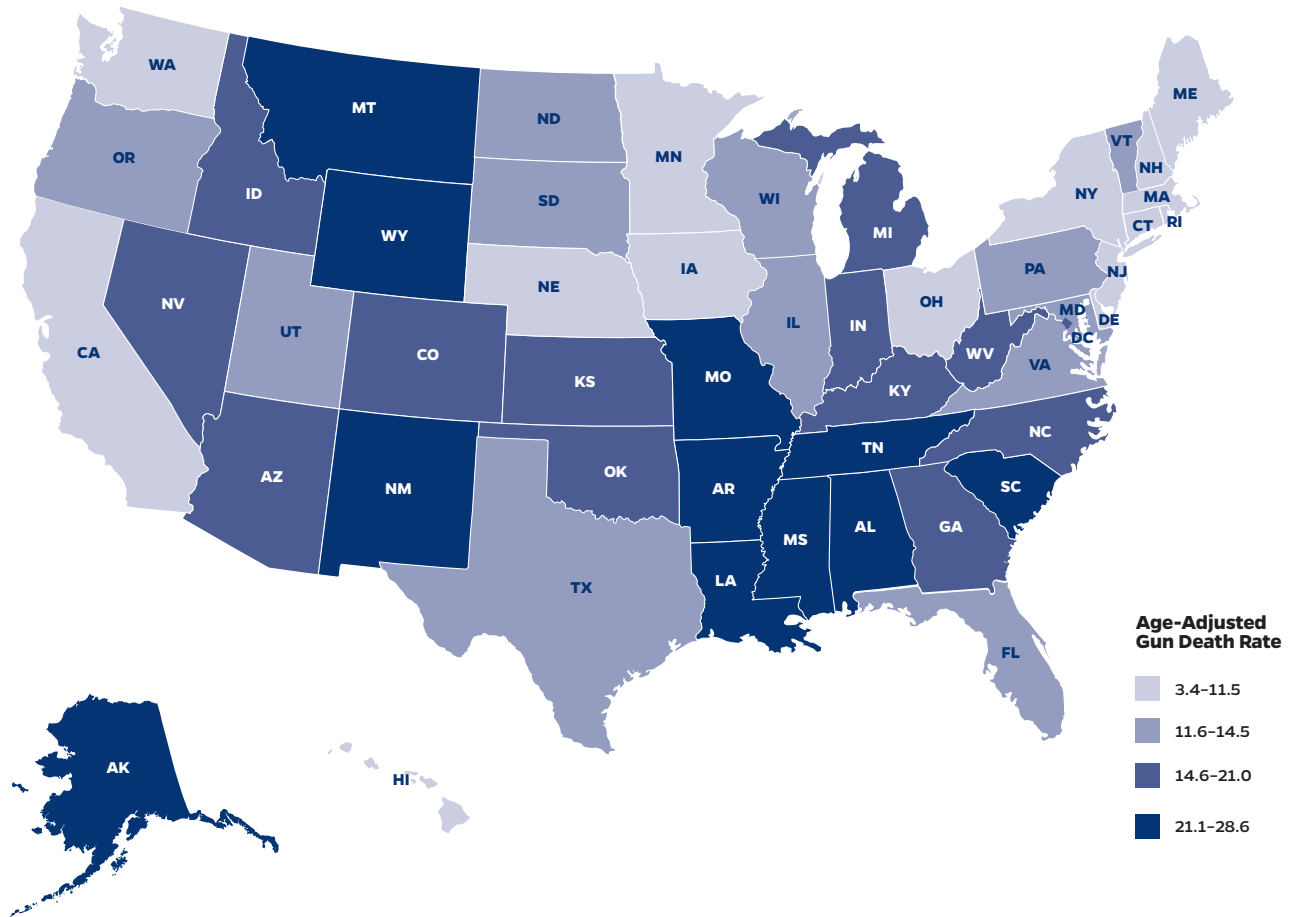 WA
MT
ND
MN
ME
VT
NH
OR
ID
SD
WI
NY
MA
CT
RI
WY
MI
NV
NE
IA
PA
NJ
UT
CO
IL
IN
OH
MD
DE
DC
CA
KS
MO
KY
WV
VA
AZ
NM
OK
TN
NC
AR
SC
MS
AL
GA
LA
TX
FL
AK
HI
Age-Adjusted
Gun Death Rate
3.4–11.5
11.6–14.5
14.6–21.0
21.1–28.6